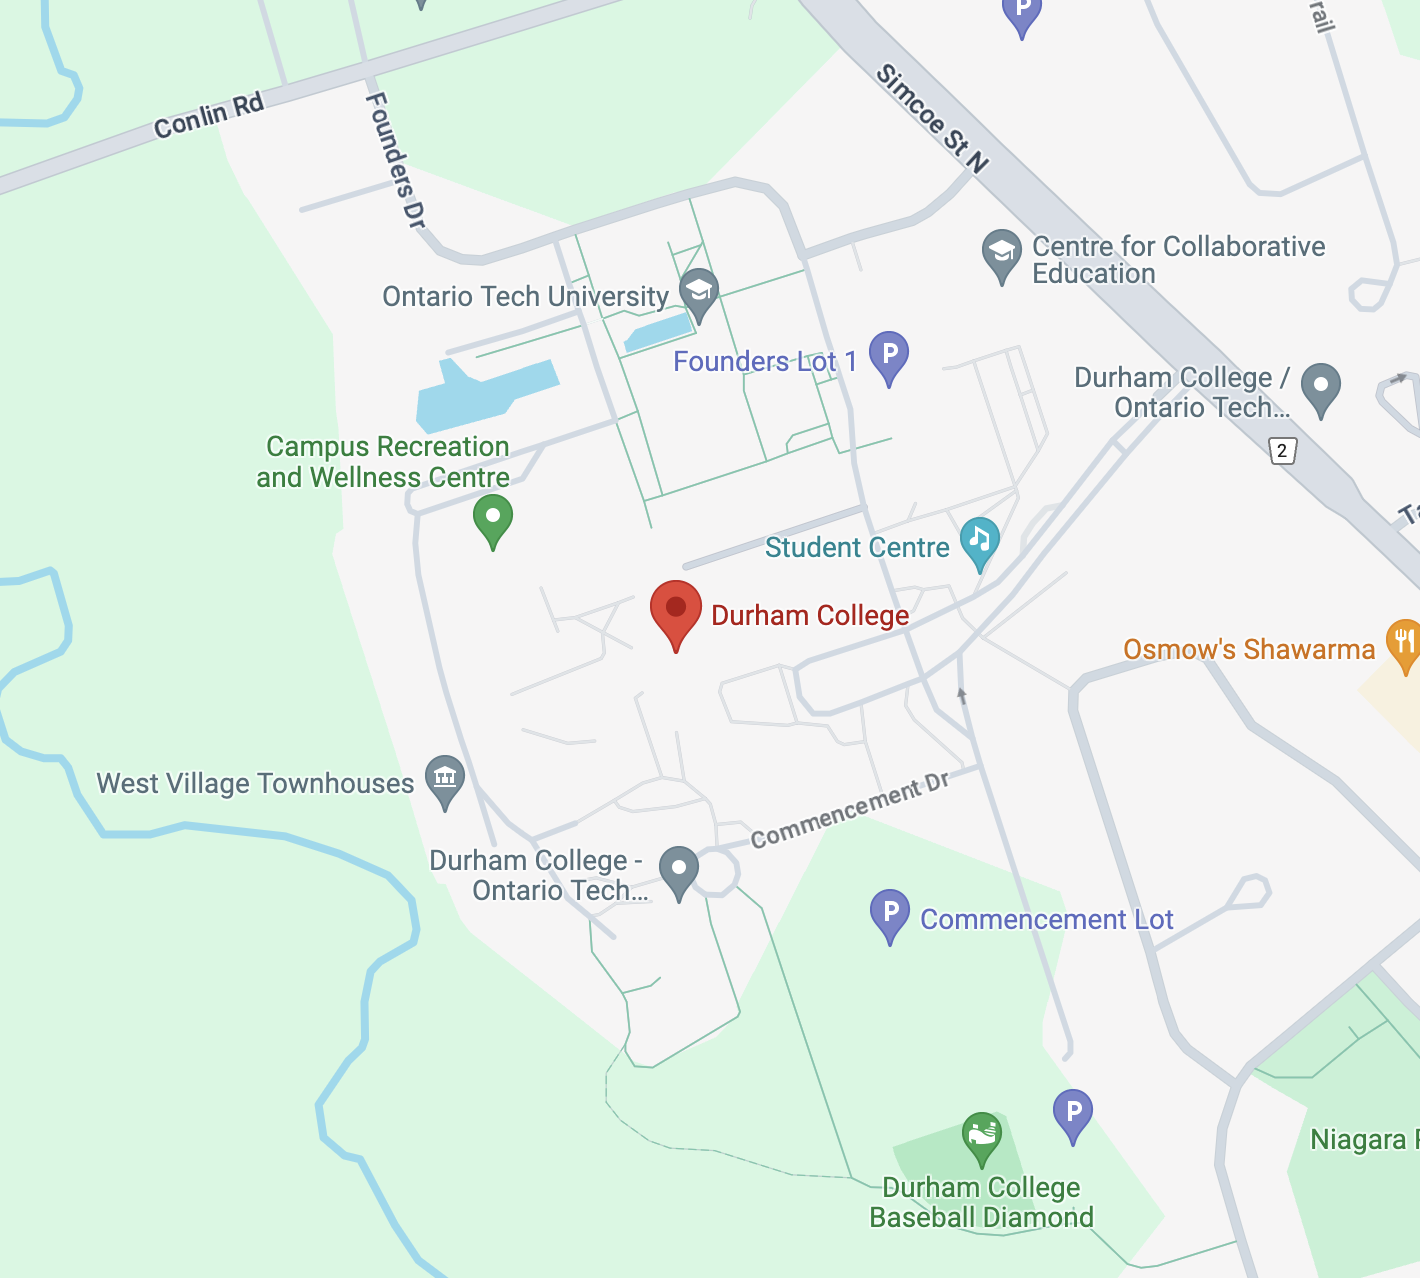 rail
P
Conlin Rd
Founders Dr
Simcoe St N
Centre for Collaborative
Education
Ontario Tech University
Founders Lot 1
P
Durham College /
Ontario Tech...
2
Campus Recreation
and Wellness Centre
Student Centre
Durham College
Osmow's Shawarma
West Village Townhouses
Commencement Dr
Durham College -
Ontario Tech...
P
Commencement Lot
P
Niagara
Durham College
Baseball Diamond